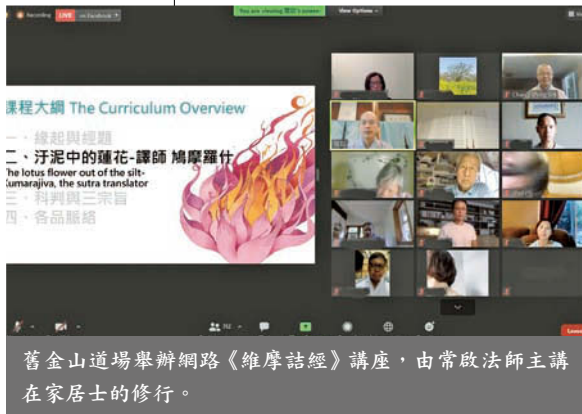 Recording
LIVE on Facebook
You are viewing
screen
View Options
課程大綱 The Curriculum Overview
一、緣起與經題
二、汙泥中的蓮花-譯師 鳩摩羅什
The lotus flower out of the silt-
Kumarajiva, the sutra translator
三、科判與三宗旨
四、各品脈絡
舊金山道場舉辦網路《維摩詰經》講座，由常啟法師主講
在家居士的修行。